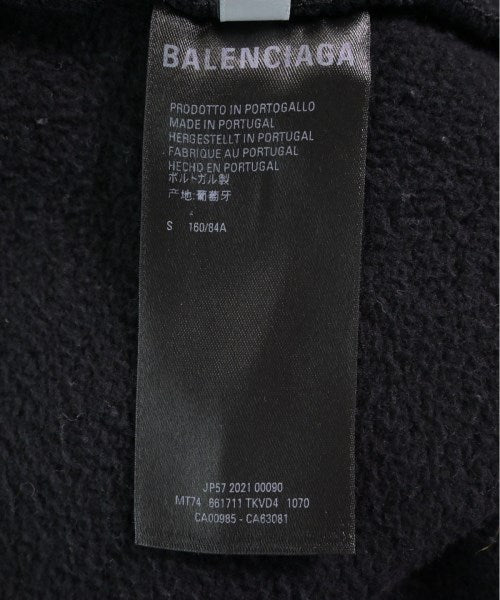 BALENCIAGA
PRODOTTO IN PORTOGALLO
MADE IN PORTUGAL
HERGESTELLT IN PORTUGAL
FABRIQUE AU PORTUGAL
HECHO EN PORTUGAL
ポルトガル製
产地:葡萄牙
S 160/84A
JP57 2021 00090
MT74 661711 TKVD4 1070
CA00985 - CA63081